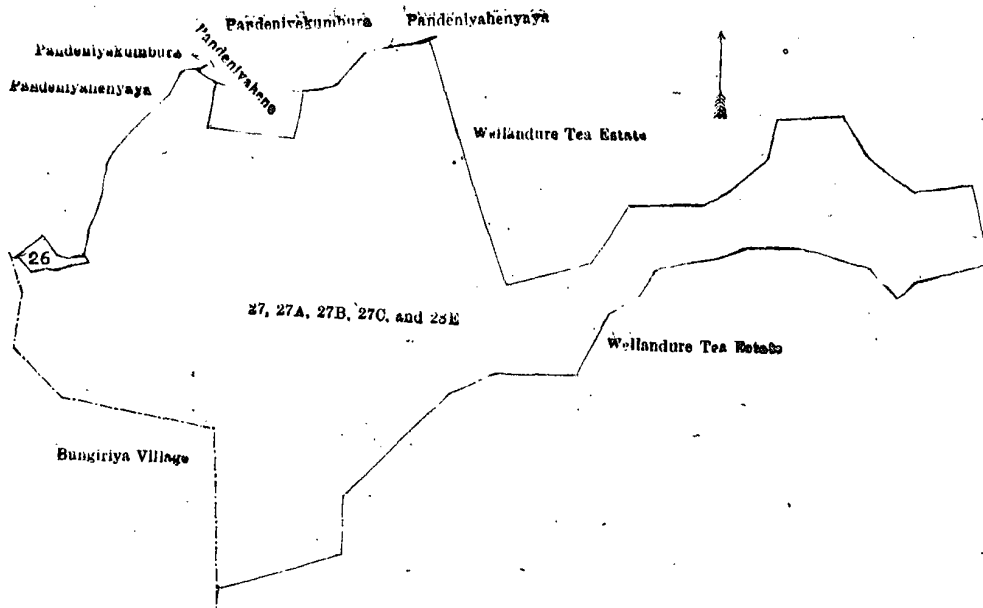 Pandeniyakumbura
Pandeniyahenyaya
Pandeniyakumbura
Pandeniyahena
Pandeniyahenyaya
Wellandure Tea Estate
26
27, 27A, 27B, 27C, and 28E
Wellandure Tea Estate
Bungiriya Village